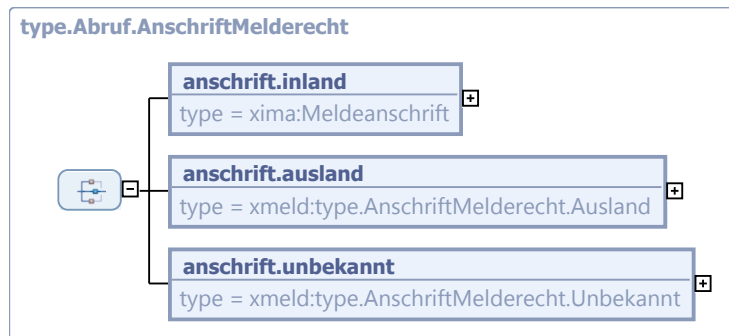 type.Abruf.AnschriftMelderecht
anschrift.inland
type = xima:Meldeanschrift
anschrift.ausland
type = xmeld:type.AnschriftMelderecht.Ausland
anschrift.unbekannt
type = xmeld:type.AnschriftMelderecht.Unbekannt